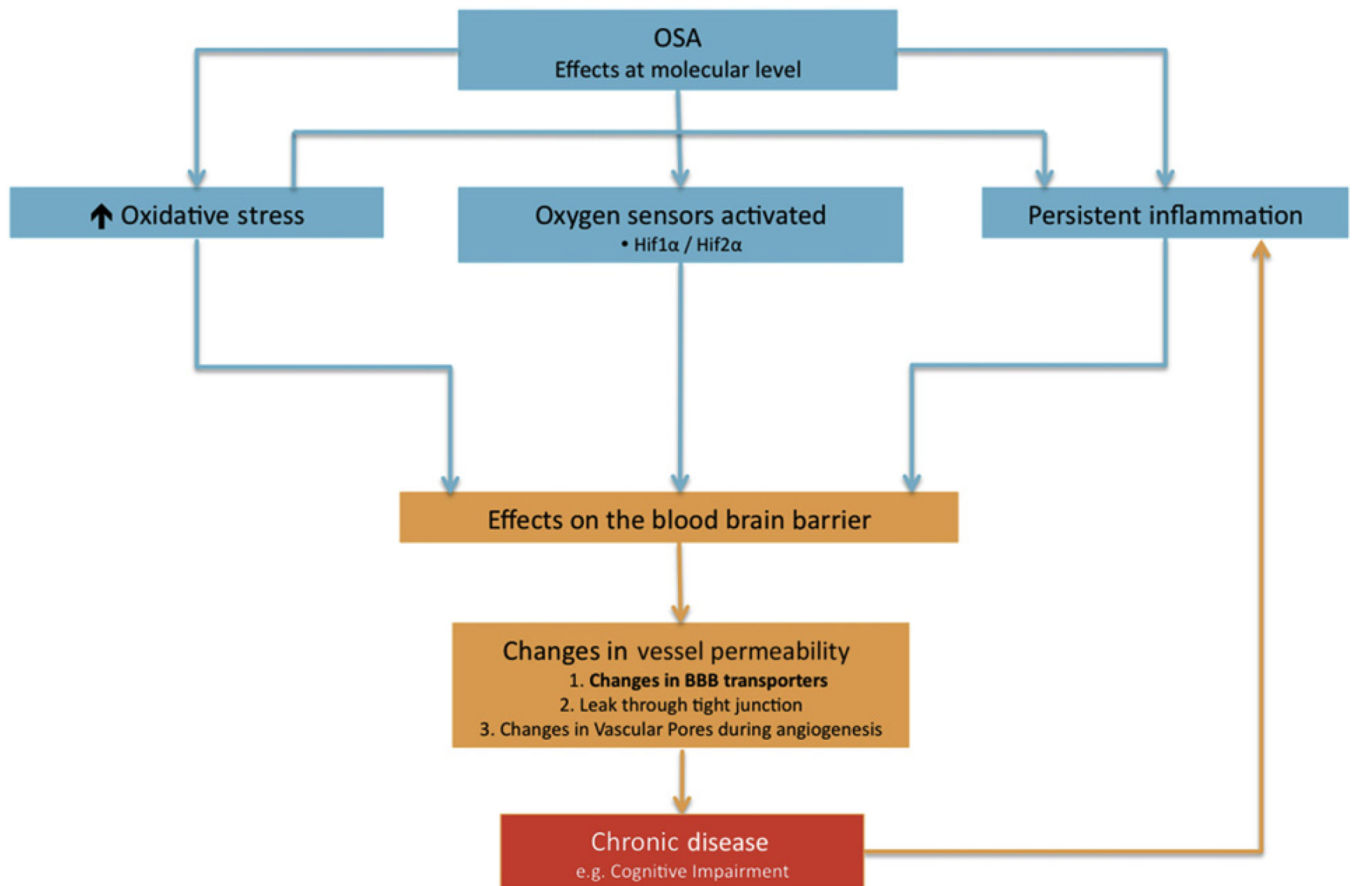 OSA
Effects at molecular level
↑ Oxidative stress
Oxygen sensors activated
• Hif1α / Hif2α
Persistent inflammation
Effects on the blood brain barrier
Changes in vessel permeability
1. Changes in BBB transporters
2. Leak through tight junction
3. Changes in Vascular Pores during angiogenesis
Chronic disease
e.g. Cognitive Impairment